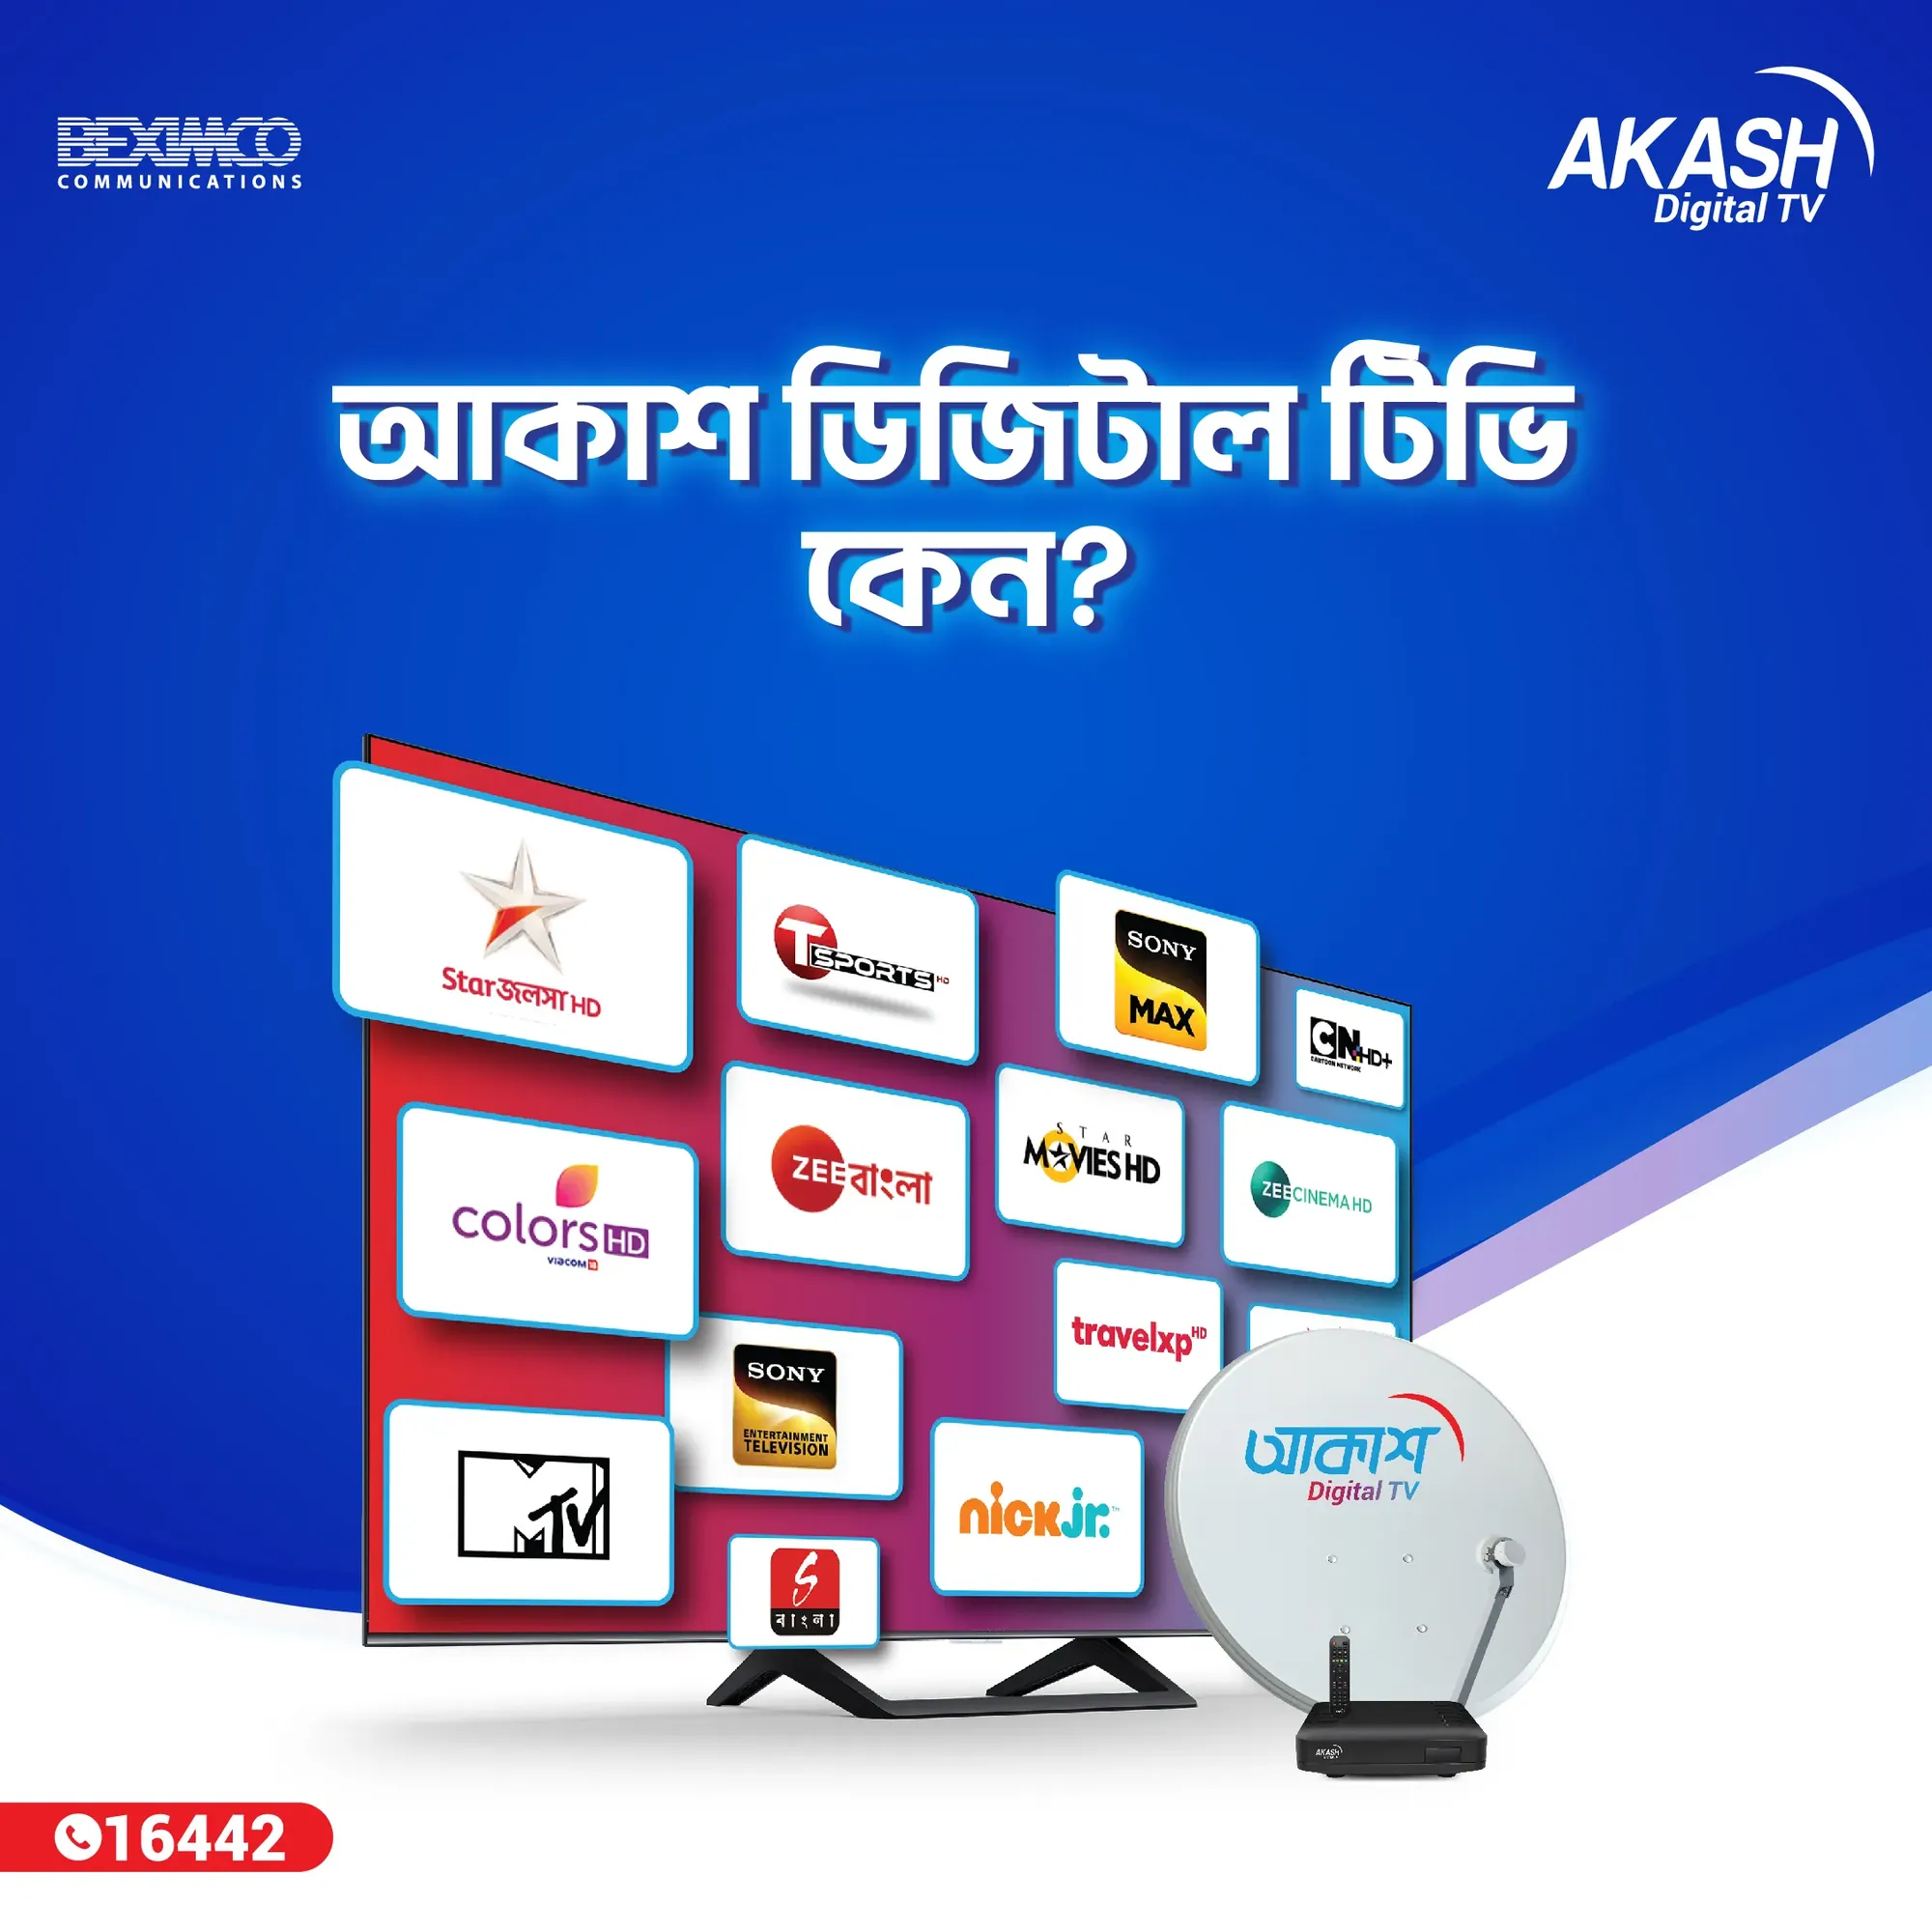 BEXIMCO
COMMUNICATIONS
AKASH
Digital TV
আকাশ ডিজিটাল টিভি
কেন?
Starজলসা HD
T SPORTS HD
SONY
MAX
CN HD+
CARTOON NETWORK
colors HD
VIACOM 18
ZEE বাংলা
STAR
MOVIES HD
ZEE CINEMA HD
travelxp HD
SONY
ENTERTAINMENT
TELEVISION
MTV
nick jr.
S
বাংলা
আকাশ
Digital TV
AKASH
16442